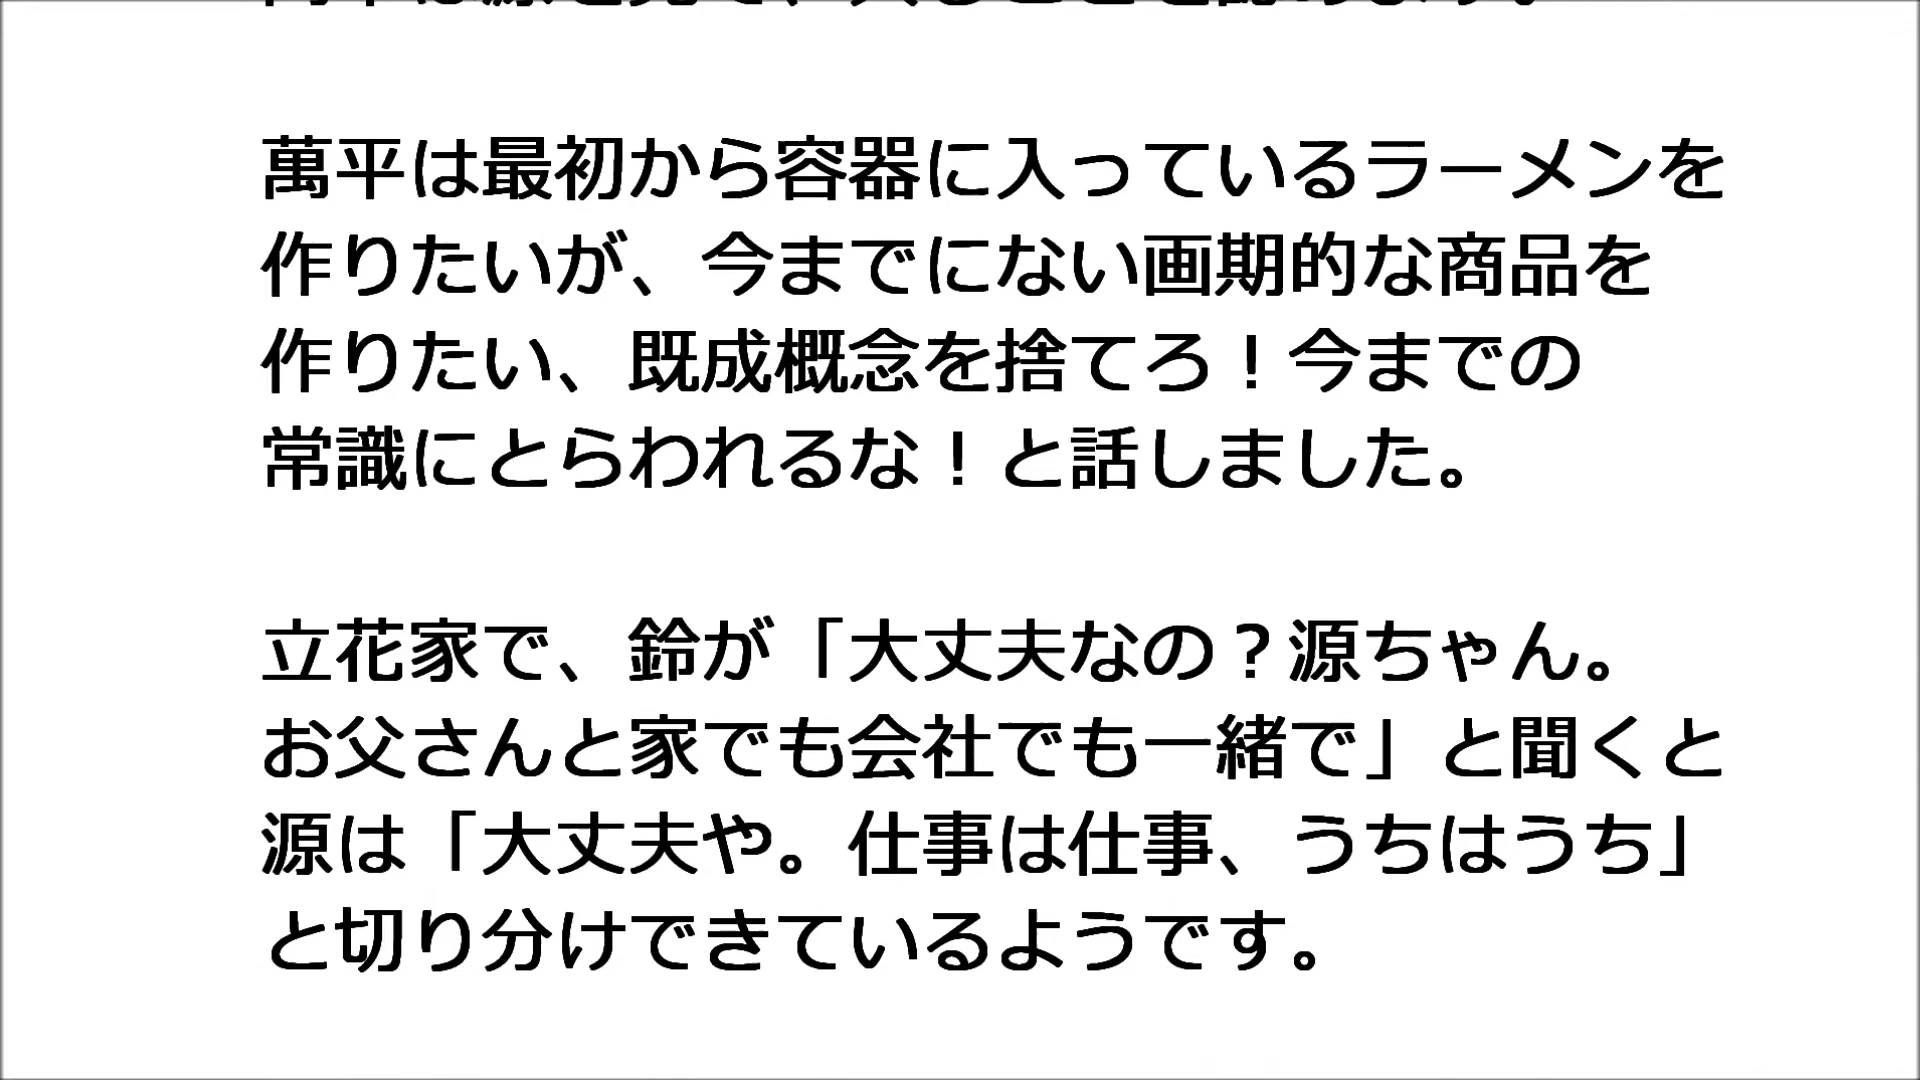 萬平は最初から容器に入っているラーメンを
作りたいが、今までにない画期的な商品を
作りたい、既成概念を捨てろ！今までの
常識にとらわれるな！と話しました。
立花家で、鈴が「大丈夫なの？源ちゃん。
お父さんと家でも会社でも一緒で」と聞くと
源は「大丈夫や。仕事は仕事、うちはうち」
と切り分けできているようです。